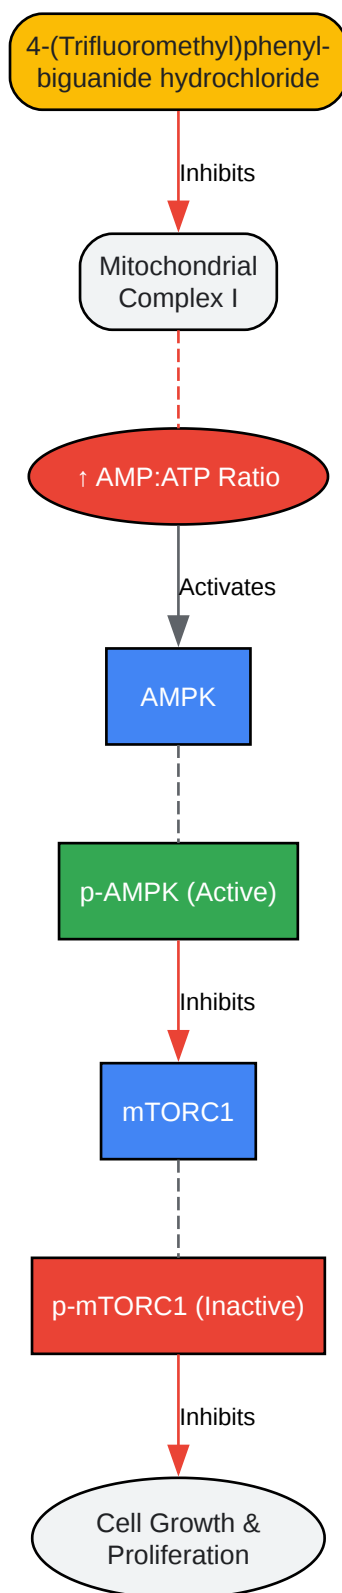 4-(Trifluoromethyl)phenyl-
biguanide hydrochloride
Inhibits
Mitochondrial
Complex I
↑ AMP:ATP Ratio
Activates
AMPK
p-AMPK (Active)
Inhibits
mTORC1
p-mTORC1 (Inactive)
Inhibits
Cell Growth &
Proliferation